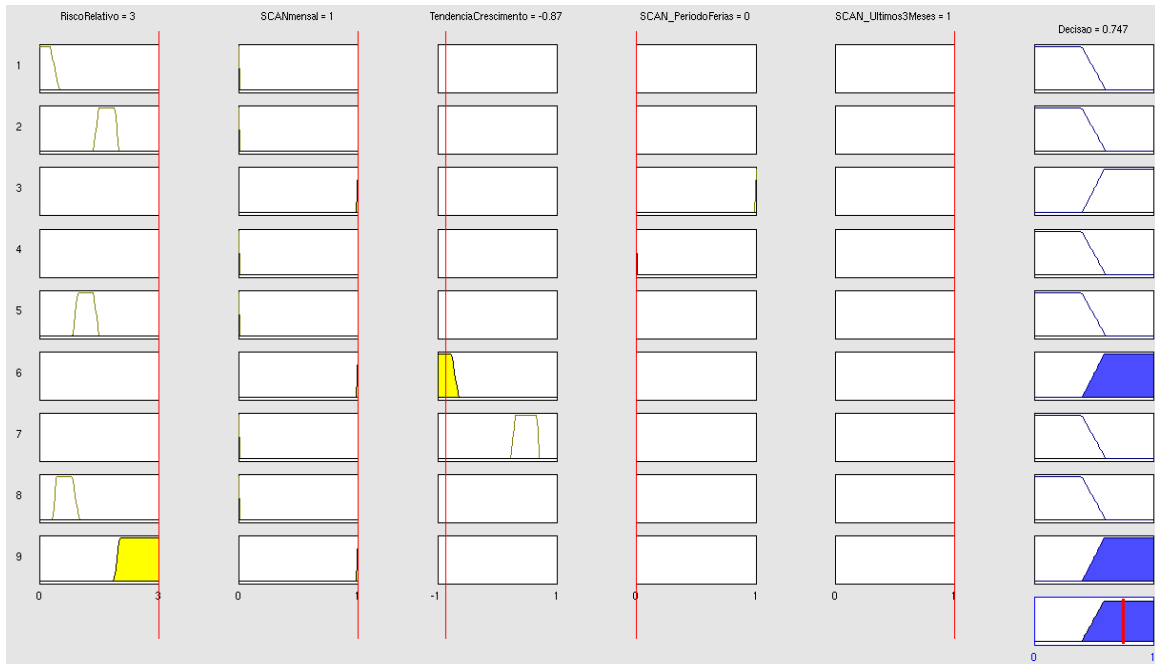 RiscoRelativo = 3
SCANmensal = 1
TendenciaCrescimento = -0.87
SCAN_PeriodoFerias = 0
SCAN_Ultimos3Meses = 1
Decisao = 0.747
1
2
3
4
5
6
7
8
9
0 3
0 1
-1 1
0 1
0 1
0 1